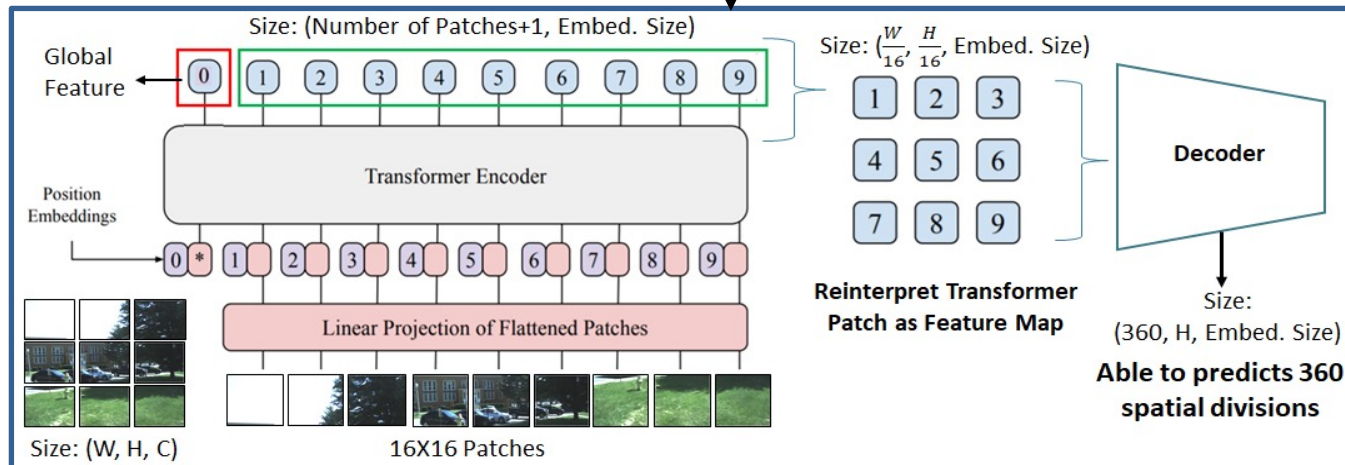 Size: (Number of Patches+1, Embed. Size)
Global
Feature
0 1 2 3 4 5 6 7 8 9
Transformer Encoder
Position
Embeddings
0 * 1 2 3 4 5 6 7 8 9
Linear Projection of Flattened Patches
Size: (W, H, C)
16X16 Patches
Size: (W/16, H/16, Embed. Size)
1 2 3
4 5 6
7 8 9
Reinterpret Transformer
Patch as Feature Map
Decoder
Size:
(360, H, Embed. Size)
Able to predicts 360
spatial divisions